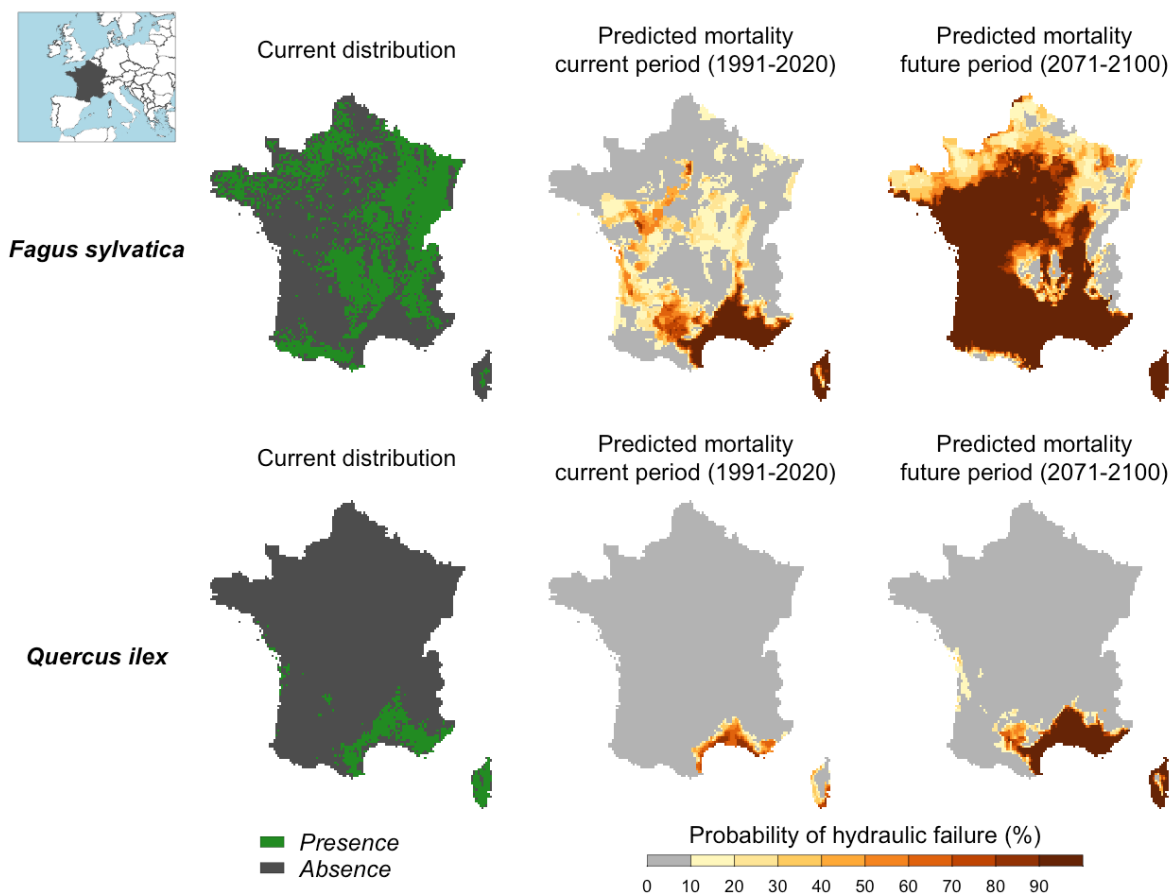 Current distribution
Predicted mortality
current period (1991-2020)
Predicted mortality
future period (2071-2100)
Fagus sylvatica
Current distribution
Predicted mortality
current period (1991-2020)
Predicted mortality
future period (2071-2100)
Quercus ilex
Presence
Absence
Probability of hydraulic failure (%)
0 10 20 30 40 50 60 70 80 90